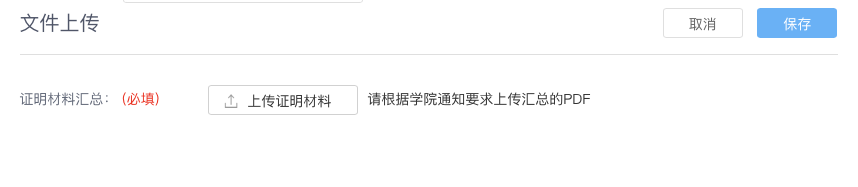 文件上传
取消
保存
证明材料汇总： (必填)
上传证明材料
请根据学院通知要求上传汇总的PDF